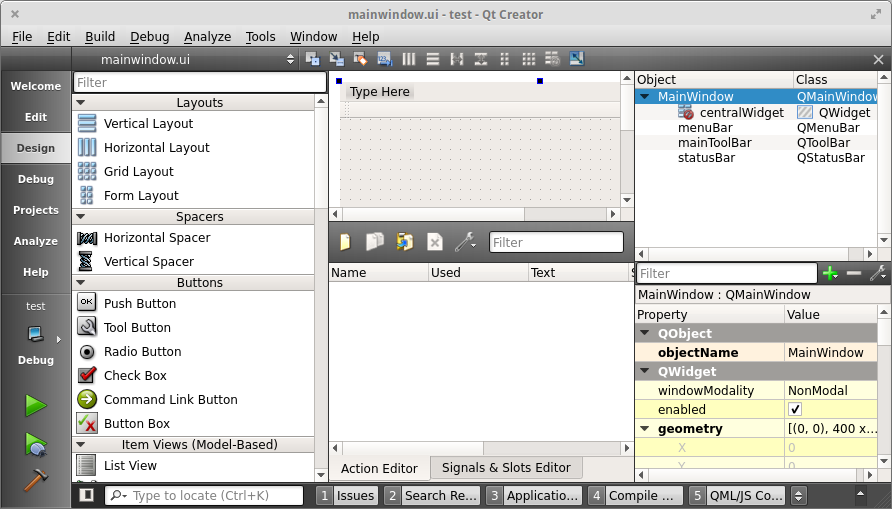 mainwindow.ui - test - Qt Creator
File Edit Build Debug Analyze Tools Window Help
mainwindow.ui
Welcome
Edit
Design
Debug
Projects
Analyze
Help
test
Debug
Filter
Layouts
Vertical Layout
Horizontal Layout
Grid Layout
Form Layout
Spacers
Horizontal Spacer
Vertical Spacer
Buttons
OK Push Button
Tool Button
Radio Button
Check Box
Command Link Button
Button Box
Item Views (Model-Based)
List View
Type Here
Filter
Name Used Text S
Action Editor Signals & Slots Editor
Object Class
MainWindow QMainWindow
centralWidget QWidget
menuBar QMenuBar
mainToolBar QToolBar
statusBar QStatusBar
Filter
MainWindow : QMainWindow
Property Value
QObject
objectName MainWindow
QWidget
windowModality NonModal
enabled
geometry [(0, 0), 400 x...
X 0
Y 0
Type to locate (Ctrl+K) 1 Issues 2 Search Re... 3 Applicatio... 4 Compile ... 5 QML/JS Co...